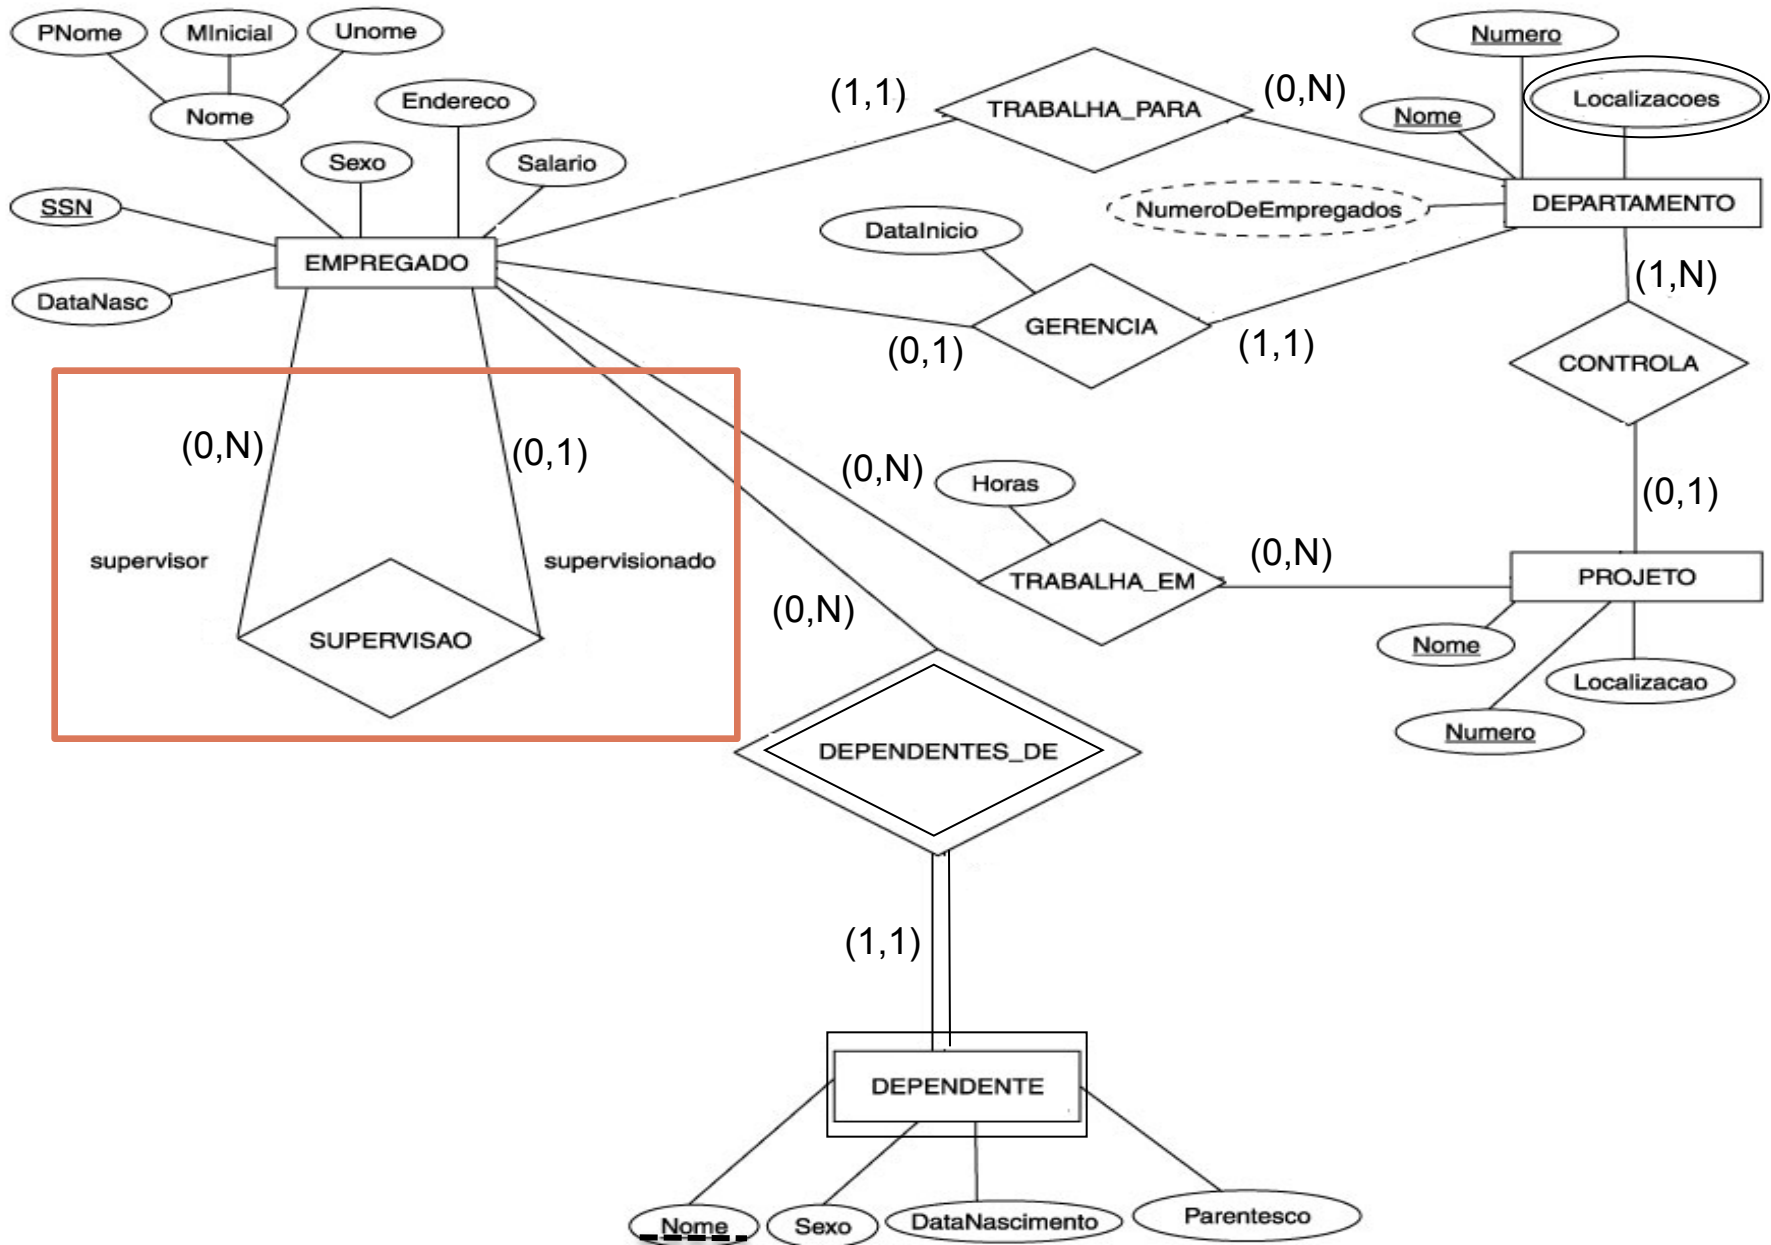 PNome
MInicial
Unome
Numero
Nome
Endereco
(1,1)
TRABALHA_PARA
(0,N)
Nome
Localizacoes
Sexo
Salario
SSN
NumeroDeEmpregados
DEPARTAMENTO
DataInicio
EMPREGADO
DataNasc
(1,N)
GERENCIA
(0,1)
(1,1)
CONTROLA
(0,N)
(0,1)
(0,N)
Horas
(0,1)
supervisor
supervisionado
(0,N)
TRABALHA_EM
PROJETO
(0,N)
SUPERVISAO
Nome
Localizacao
Numero
DEPENDENTES_DE
(1,1)
DEPENDENTE
Nome
Sexo
DataNascimento
Parentesco